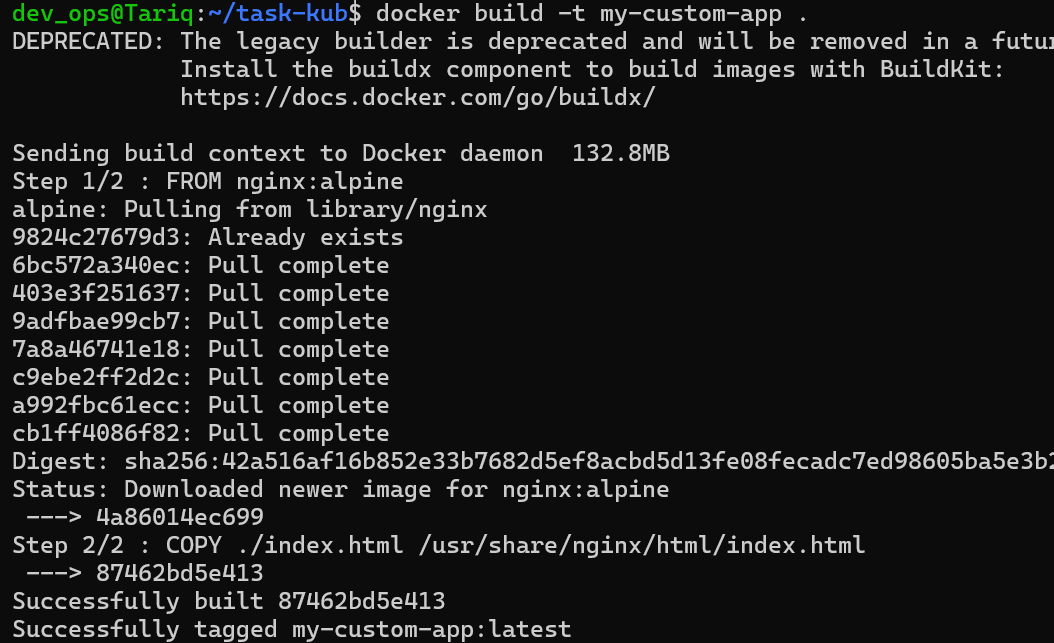 dev_ops@Tariq:~/task-kub$ docker build -t my-custom-app .
DEPRECATED: The legacy builder is deprecated and will be removed in a futur
            Install the buildx component to build images with BuildKit:
            https://docs.docker.com/go/buildx/

Sending build context to Docker daemon  132.8MB
Step 1/2 : FROM nginx:alpine
alpine: Pulling from library/nginx
9824c27679d3: Already exists
6bc572a340ec: Pull complete
403e3f251637: Pull complete
9adfbae99cb7: Pull complete
7a8a46741e18: Pull complete
c9ebe2ff2d2c: Pull complete
a992fbc61ecc: Pull complete
cb1ff4086f82: Pull complete
Digest: sha256:42a516af16b852e33b7682d5ef8acbd5d13fe08fecadc7ed98605ba5e3b2
Status: Downloaded newer image for nginx:alpine
 ---> 4a86014ec699
Step 2/2 : COPY ./index.html /usr/share/nginx/html/index.html
 ---> 87462bd5e413
Successfully built 87462bd5e413
Successfully tagged my-custom-app:latest